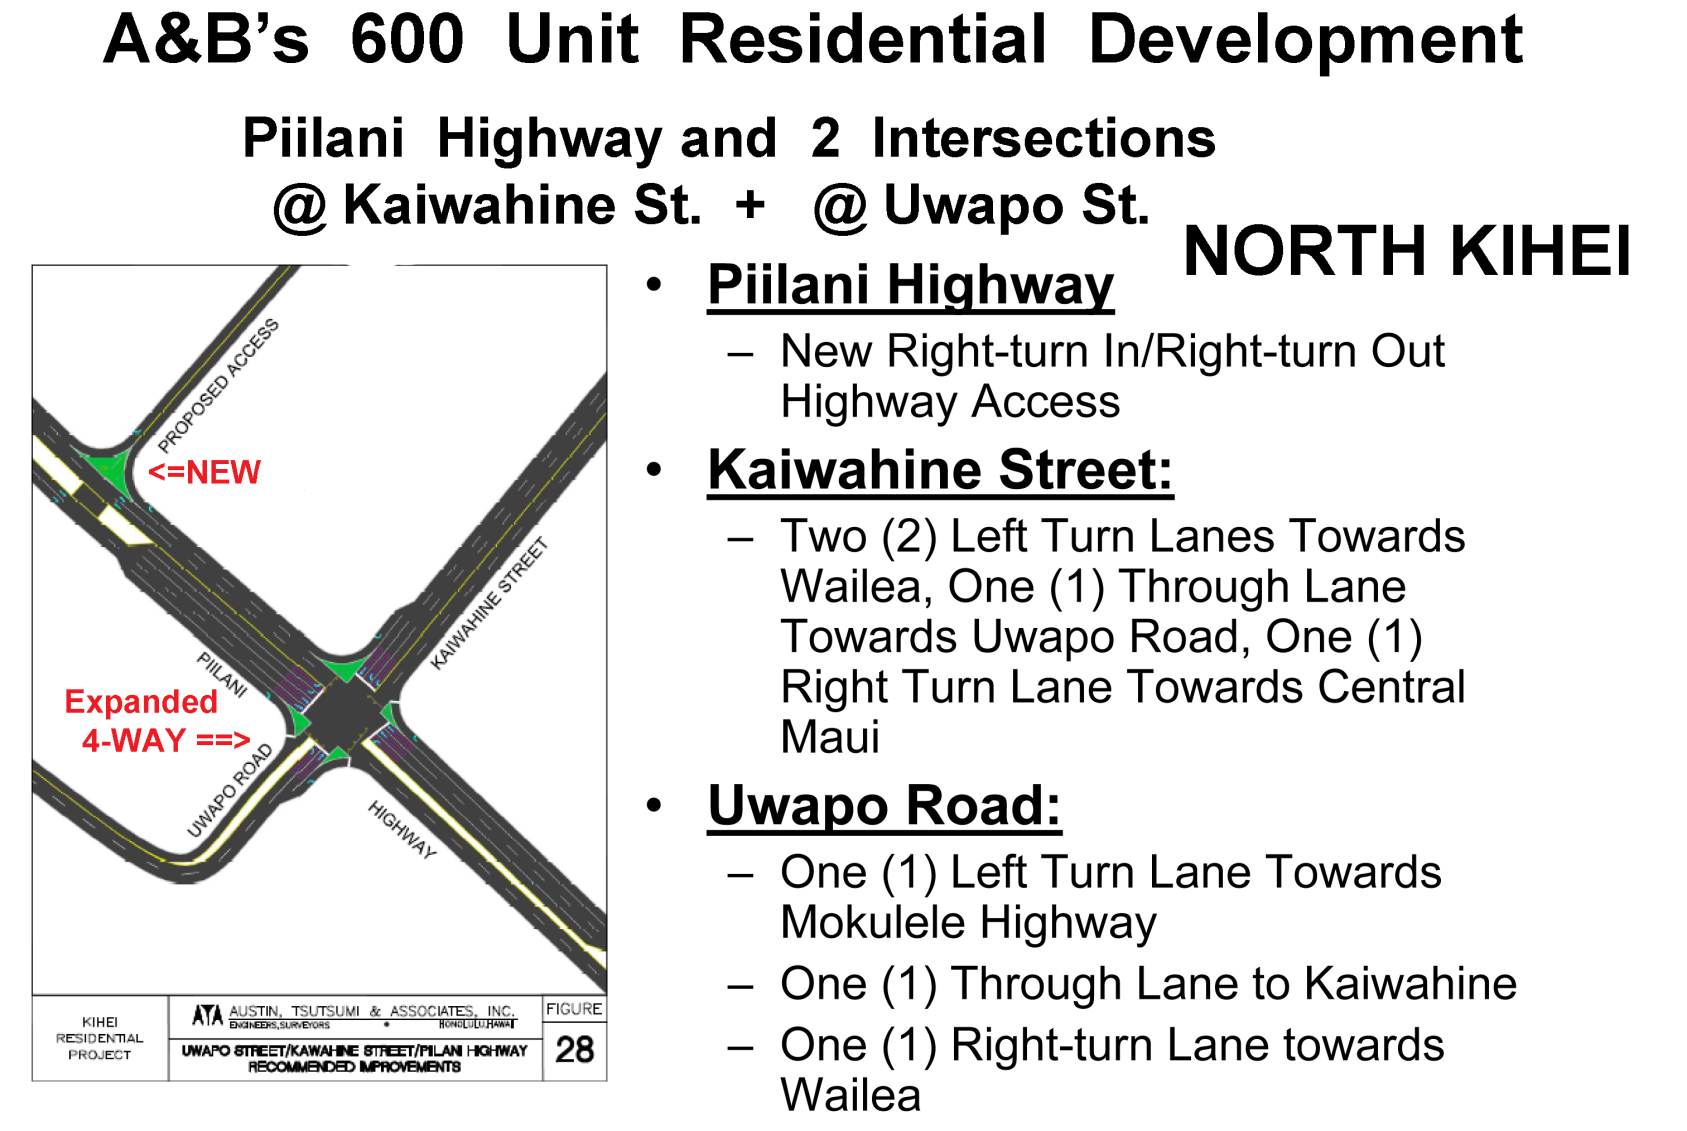 A&B's 600 Unit Residential Development
Piilani Highway and 2 Intersections
@ Kaiwahine St. + @ Uwapo St.
NORTH KIHEI
PROPOSED ACCESS
<=NEW
KAIWAHINE STREET
PIILANI
Expanded
4-WAY ==>
UWAPO ROAD
HIGHWAY
KIHEI
RESIDENTIAL
PROJECT
ATA AUSTIN, TSUTSUMI & ASSOCIATES, INC.
ENGINEERS, SURVEYORS • HONOLULU, HAWAII
UWAPO STREET/KAWAHINE STREET/PILANI HIGHWAY
RECOMMENDED IMPROVEMENTS
FIGURE
28
• Piilani Highway
– New Right-turn In/Right-turn Out
Highway Access
• Kaiwahine Street:
– Two (2) Left Turn Lanes Towards
Wailea, One (1) Through Lane
Towards Uwapo Road, One (1)
Right Turn Lane Towards Central
Maui
• Uwapo Road:
– One (1) Left Turn Lane Towards
Mokulele Highway
– One (1) Through Lane to Kaiwahine
– One (1) Right-turn Lane towards
Wailea